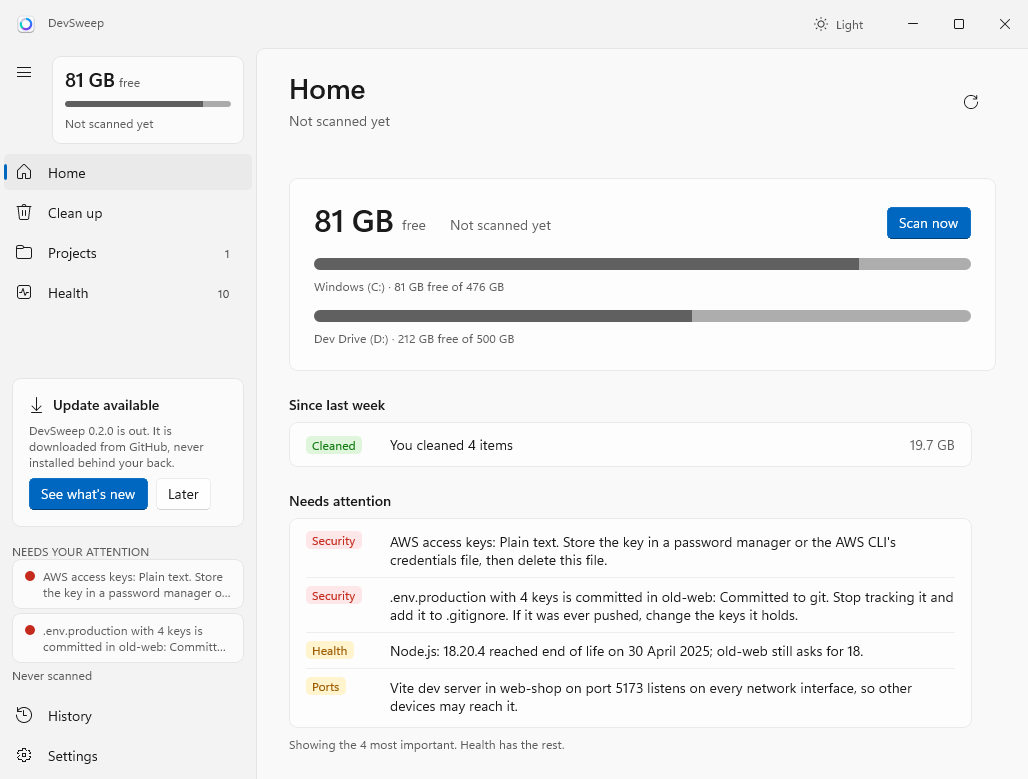 DevSweep
Light
81 GB free
Not scanned yet
Home
Clean up
Projects 1
Health 10
Update available
DevSweep 0.2.0 is out. It is
downloaded from GitHub, never
installed behind your back.
See what's new
Later
NEEDS YOUR ATTENTION
AWS access keys: Plain text. Store
the key in a password manager o...
.env.production with 4 keys is
committed in old-web: Committ...
Never scanned
History
Settings
Home
Not scanned yet
81 GB free Not scanned yet
Scan now
Windows (C:) · 81 GB free of 476 GB
Dev Drive (D:) · 212 GB free of 500 GB
Since last week
Cleaned You cleaned 4 items 19.7 GB
Needs attention
Security AWS access keys: Plain text. Store the key in a password manager or the AWS CLI's
credentials file, then delete this file.
Security .env.production with 4 keys is committed in old-web: Committed to git. Stop tracking it and
add it to .gitignore. If it was ever pushed, change the keys it holds.
Health Node.js: 18.20.4 reached end of life on 30 April 2025; old-web still asks for 18.
Ports Vite dev server in web-shop on port 5173 listens on every network interface, so other
devices may reach it.
Showing the 4 most important. Health has the rest.